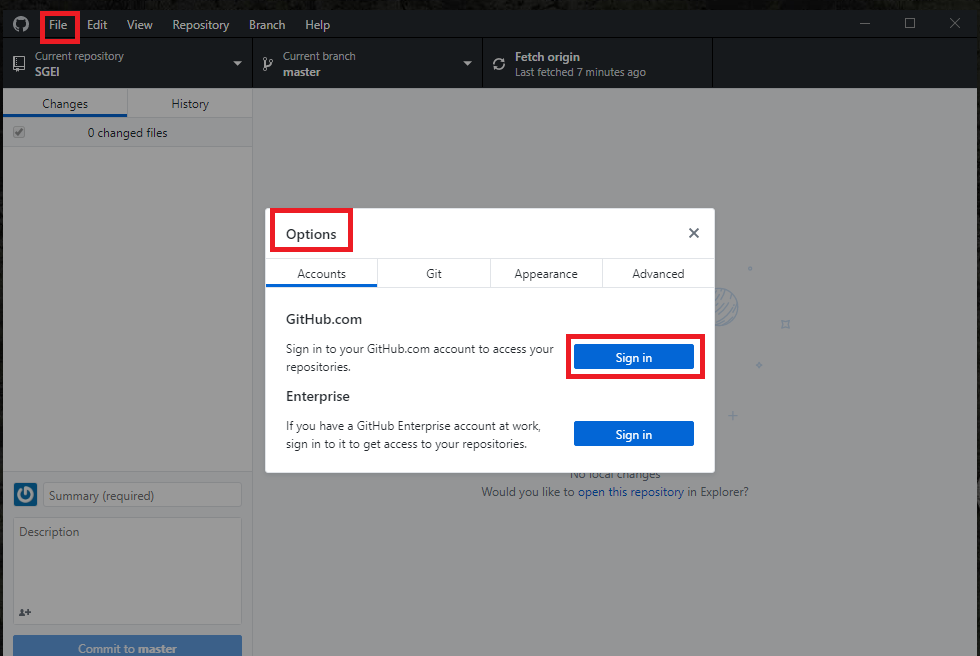 File Edit View Repository Branch Help
Current repository
SGEI
Current branch
master
Fetch origin
Last fetched 7 minutes ago
Changes History
0 changed files
Options
Accounts Git Appearance Advanced
GitHub.com
Sign in to your GitHub.com account to access your
repositories.
Sign in
Enterprise
If you have a GitHub Enterprise account at work,
sign in to it to get access to your repositories.
Sign in
No local changes
Would you like to open this repository in Explorer?
Summary (required)
Description
Commit to master